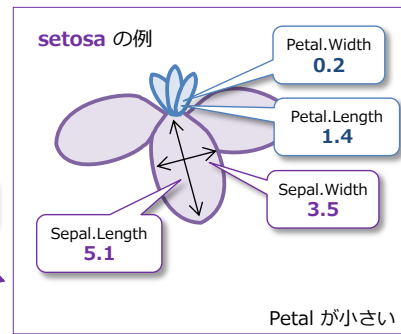 setosa の例
Petal.Width
0.2
Petal.Length
1.4
Sepal.Width
3.5
Sepal.Length
5.1
Petal が小さい